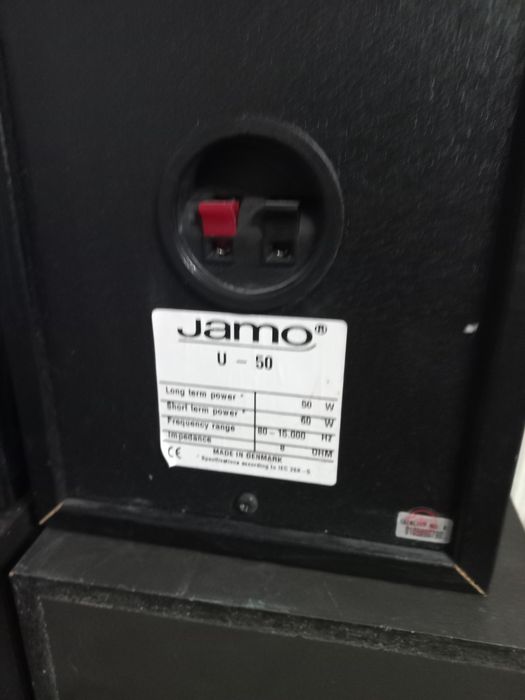 Jamo®
U - 50
Long term power * 50 W
Short term power * 60 W
Frequency range 80 - 15.000 Hz
Impedance 8 OHM
CE MADE IN DENMARK
* Specifications according to IEC 268-5